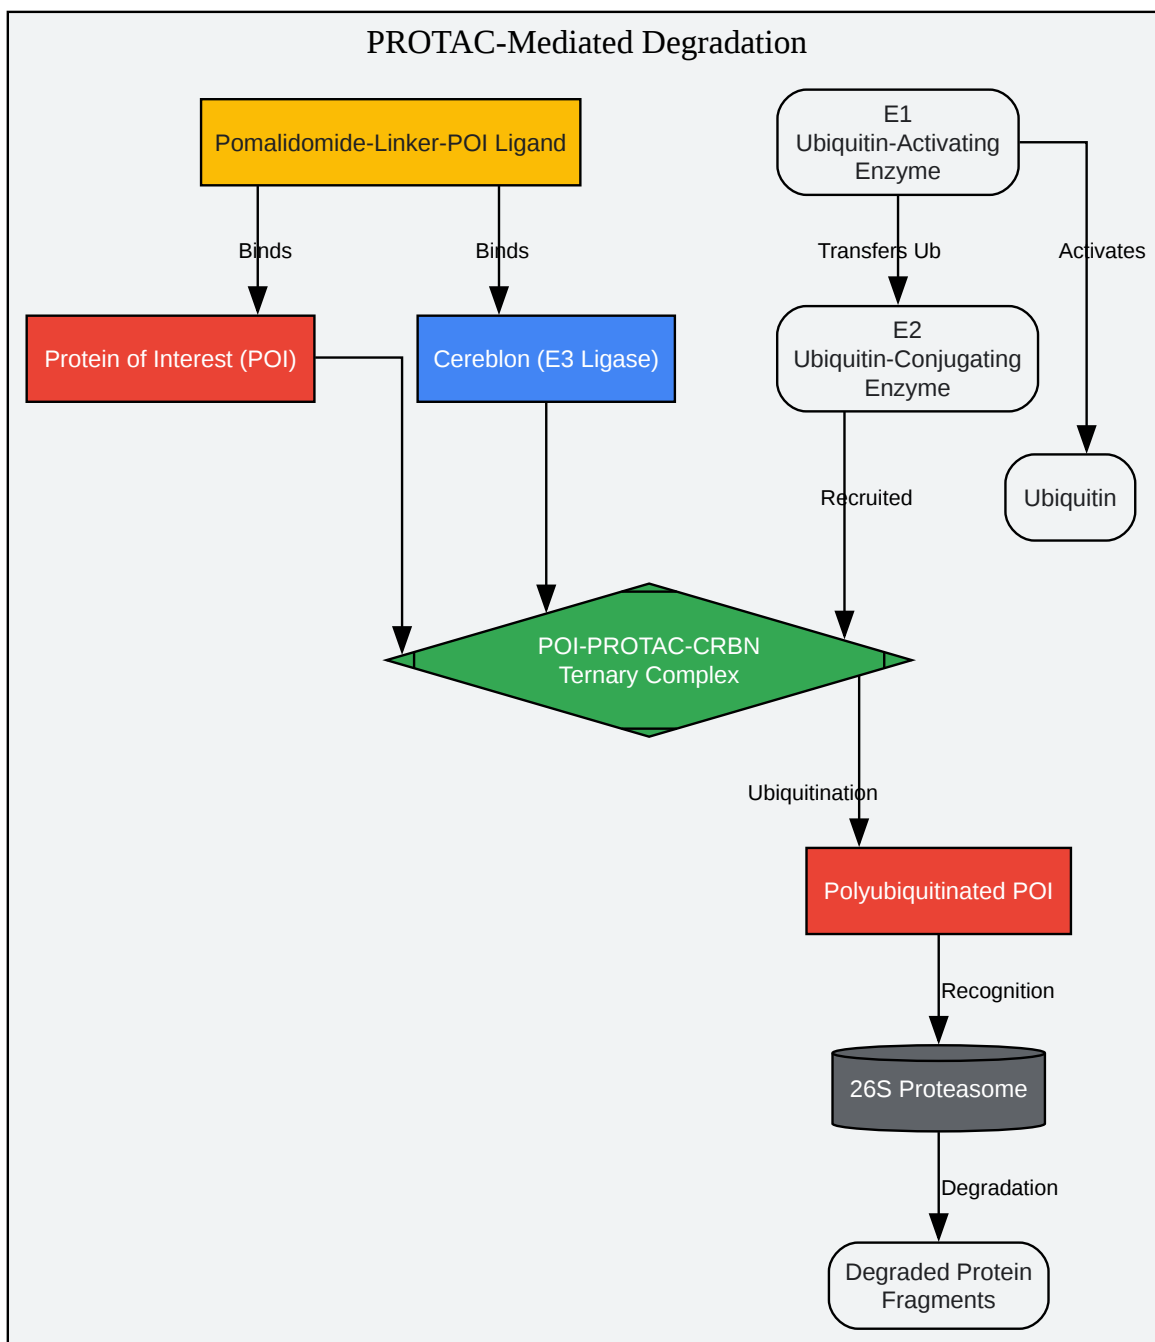 PROTAC-Mediated Degradation
Pomalidomide-Linker-POI Ligand
E1
Ubiquitin-Activating
Enzyme
Binds
Binds
Transfers Ub
Activates
Protein of Interest (POI)
Cereblon (E3 Ligase)
E2
Ubiquitin-Conjugating
Enzyme
Recruited
Ubiquitin
POI-PROTAC-CRBN
Ternary Complex
Ubiquitination
Polyubiquitinated POI
Recognition
26S Proteasome
Degradation
Degraded Protein
Fragments